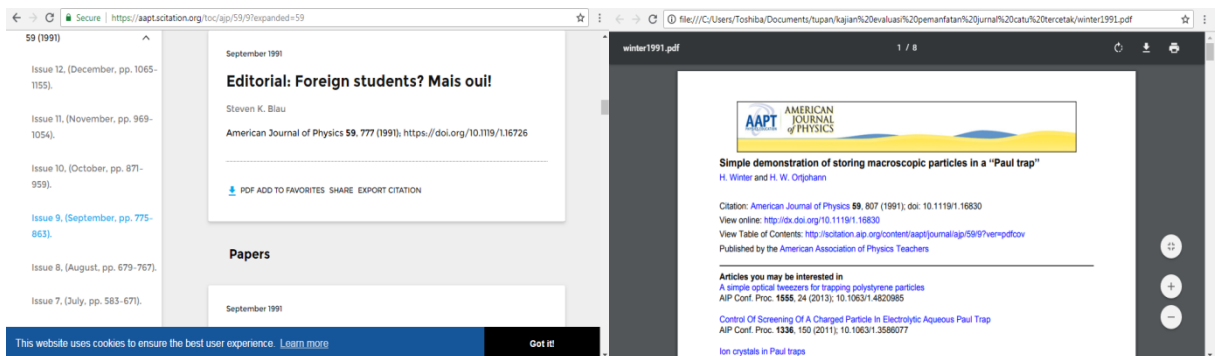 Secure | https://aapt.scitation.org/toc/ajp/59/9?expanded=59
59 (1991)
Issue 12, (December, pp. 1065-
1155).
Issue 11, (November, pp. 969-
1054).
Issue 10, (October, pp. 871-
959).
Issue 9, (September, pp. 775-
863).
Issue 8, (August, pp. 679-767).
Issue 7, (July, pp. 583-671).
September 1991
Editorial: Foreign students? Mais oui!
Steven K. Blau
American Journal of Physics 59, 777 (1991); https://doi.org/10.1119/1.16726
PDF ADD TO FAVORITES SHARE EXPORT CITATION
Papers
September 1991
This website uses cookies to ensure the best user experience. Learn more
Got it!
file:///C:/Users/Toshiba/Documents/tupan/kajian%20evaluasi%20pemanfatan%20jurnal%20catu%20tercetak/winter1991.pdf
winter1991.pdf
1 / 8
AAPT
AMERICAN
JOURNAL
of PHYSICS
Simple demonstration of storing macroscopic particles in a “Paul trap”
H. Winter and H. W. Ortjohann
Citation: American Journal of Physics 59, 807 (1991); doi: 10.1119/1.16830
View online: http://dx.doi.org/10.1119/1.16830
View Table of Contents: http://scitation.aip.org/content/aapt/journal/ajp/59/9?ver=pdfcov
Published by the American Association of Physics Teachers
Articles you may be interested in
A simple optical tweezers for trapping polystyrene particles
AIP Conf. Proc. 1555, 24 (2013); 10.1063/1.4820985
Control Of Screening Of A Charged Particle In Electrolytic Aqueous Paul Trap
AIP Conf. Proc. 1336, 150 (2011); 10.1063/1.3586077
Ion crystals in Paul traps